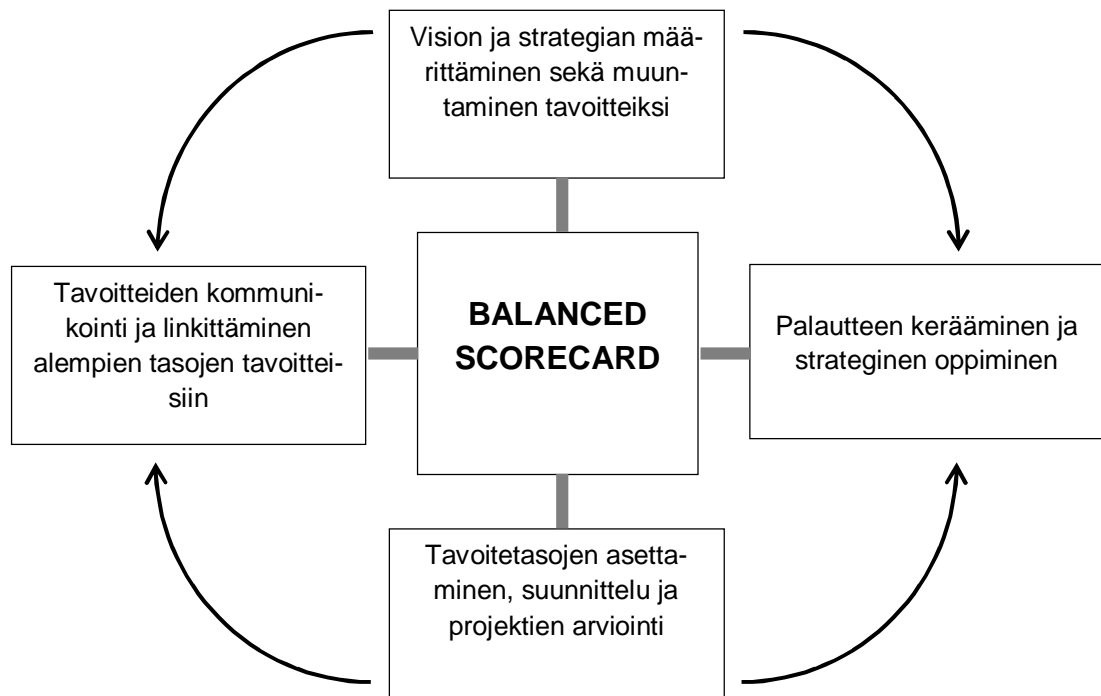 Vision ja strategian mää-
rittäminen sekä muun-
taminen tavoitteiksi
Tavoitteiden kommuni-
kointi ja linkittäminen
alempien tasojen tavoittei-
siin
BALANCED
SCORECARD
Palautteen kerääminen ja
strateginen oppiminen
Tavoitetasojen asetta-
minen, suunnittelu ja
projektien arviointi